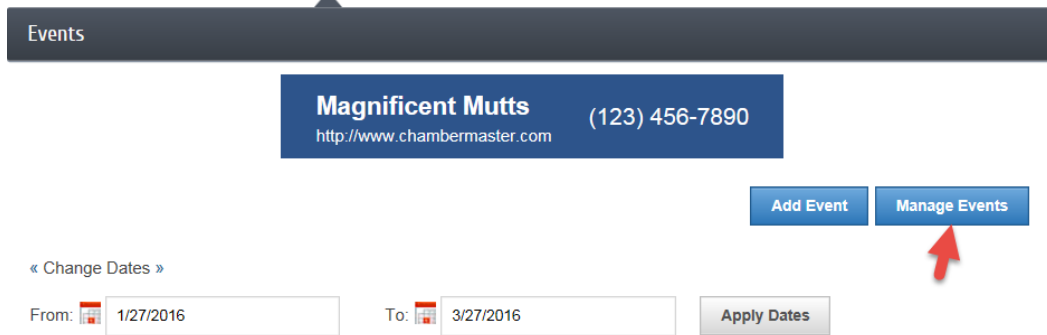 Events
Magnificent Mutts
http://www.chambermaster.com
(123) 456-7890
Add Event
Manage Events
« Change Dates »
From: 1/27/2016 To: 3/27/2016 Apply Dates